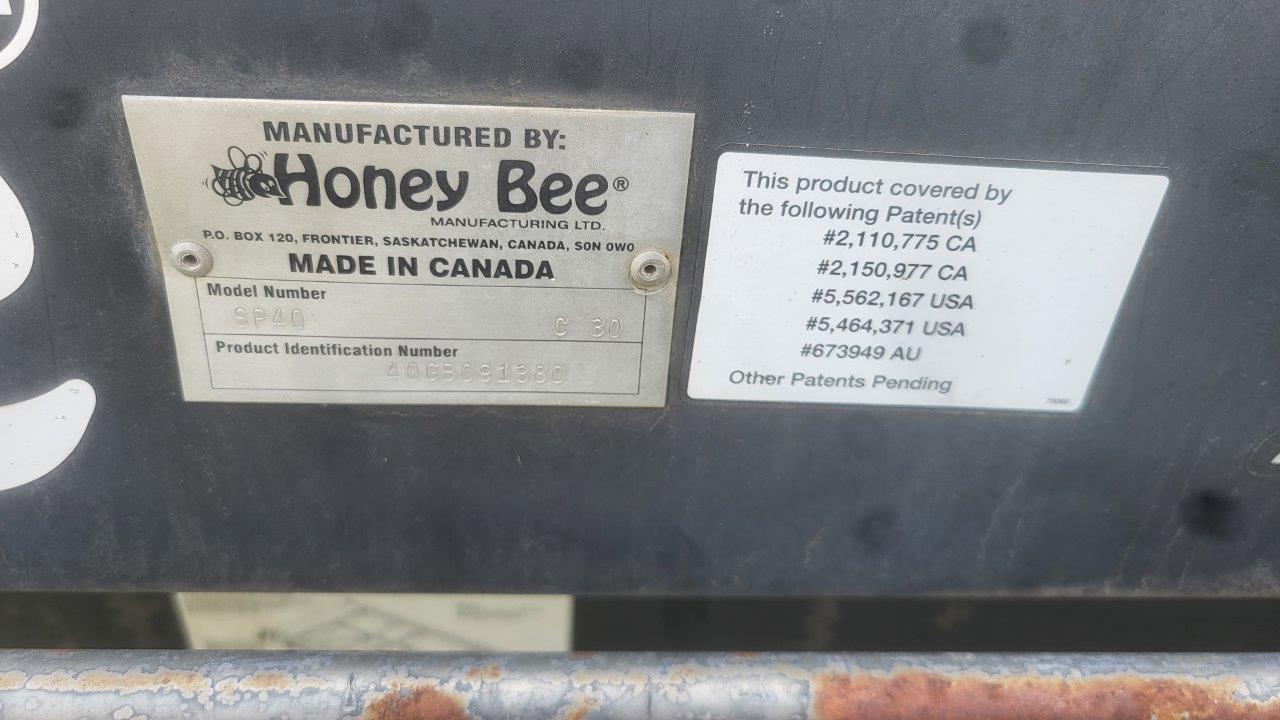 MANUFACTURED BY:
Honey Bee®
MANUFACTURING LTD.
P.O. BOX 120, FRONTIER, SASKATCHEWAN, CANADA, S0N 0W0
MADE IN CANADA
Model Number
SP40 C 30
Product Identification Number
40GB091380
This product covered by
the following Patent(s)
#2,110,775 CA
#2,150,977 CA
#5,562,167 USA
#5,464,371 USA
#673949 AU
Other Patents Pending